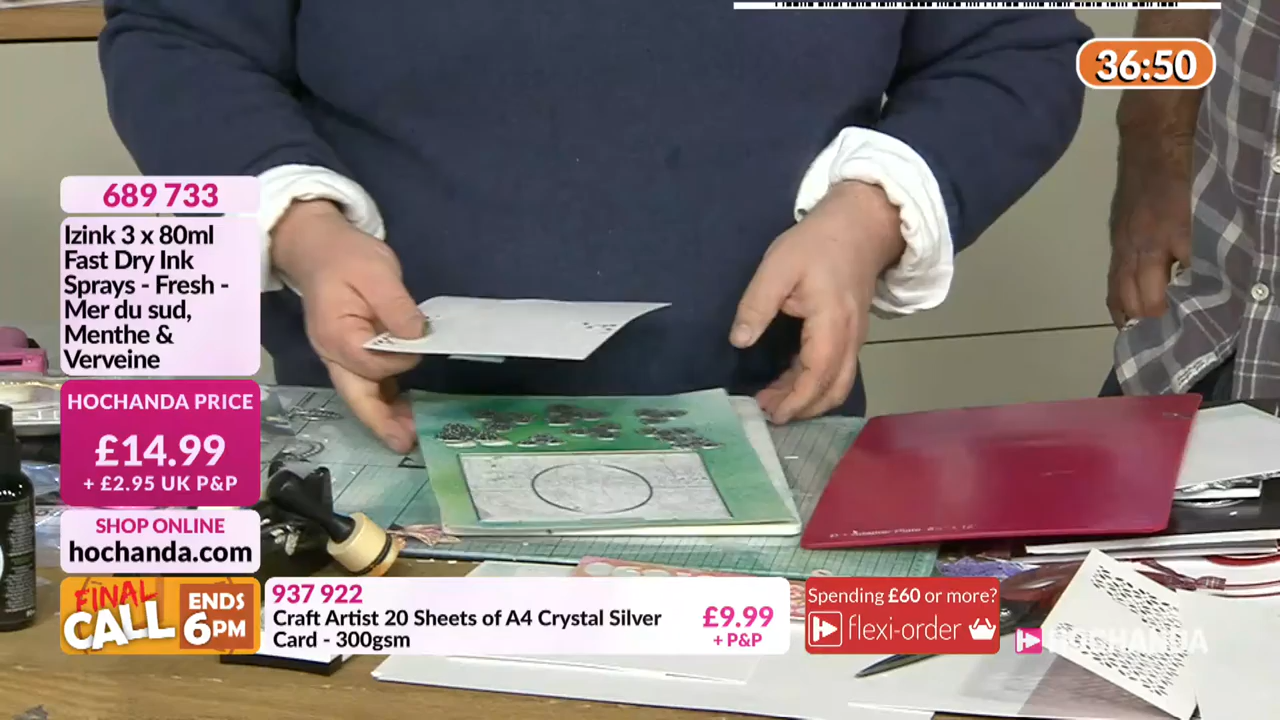 36:50
689 733
Izink 3 x 80ml
Fast Dry Ink
Sprays - Fresh -
Mer du sud,
Menthe &
Verveine
HOCHANDA PRICE
£14.99
+ £2.95 UK P&P
SHOP ONLINE
hochanda.com
FINAL
CALL
ENDS
6PM
937 922
Craft Artist 20 Sheets of A4 Crystal Silver
Card - 300gsm
£9.99
+ P&P
Spending £60 or more?
flexi-order
HOCHANDA